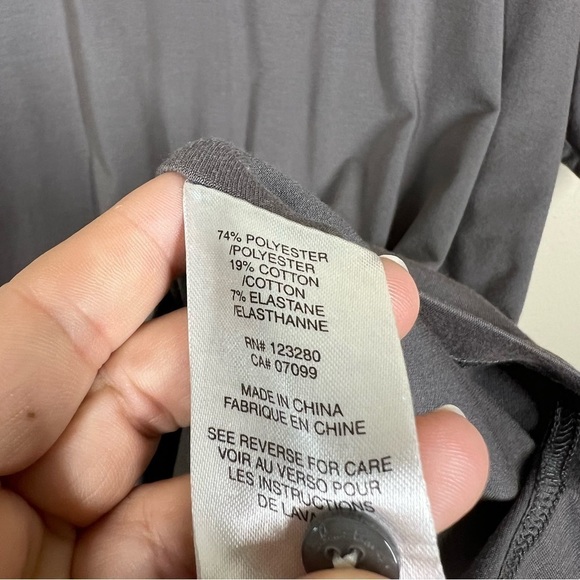 74% POLYESTER
/POLYESTER
19% COTTON
/COTTON
7% ELASTANE
/ELASTHANNE
RN# 123280
CA# 07099
MADE IN CHINA
FABRIQUE EN CHINE
SEE REVERSE FOR CARE
VOIR AU VERSO POUR
LES INSTRUCTIONS
DE LAVA